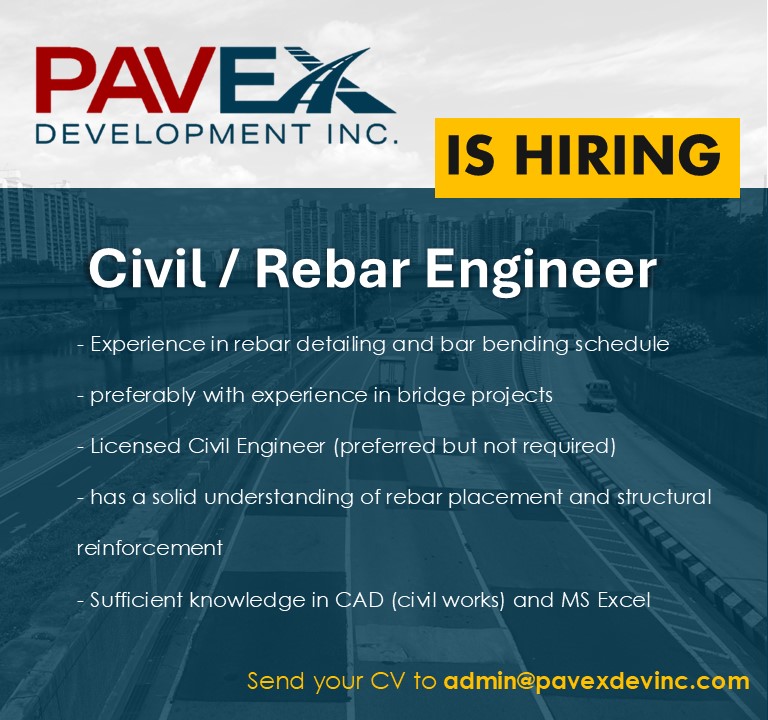 PAVEX
DEVELOPMENT INC.
IS HIRING
Civil / Rebar Engineer
- Experience in rebar detailing and bar bending schedule
- preferably with experience in bridge projects
- Licensed Civil Engineer (preferred but not required)
- has a solid understanding of rebar placement and structural
reinforcement
- Sufficient knowledge in CAD (civil works) and MS Excel
Send your CV to admin@pavexdevinc.com